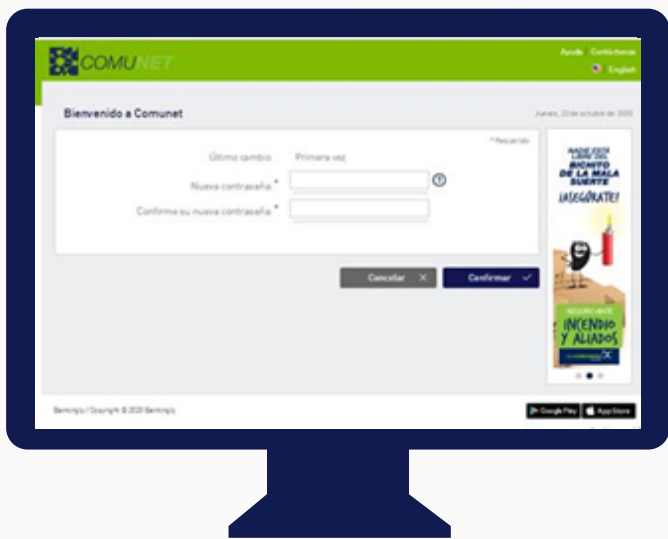 COMUNET
Ayuda Contáctenos
English
Bienvenido a Comunet
Jueves, 22 de octubre de 2020
* Requerido
Último cambio Primera vez
Nueva contraseña *
Confirme su nueva contraseña *
Cancelar
Confirmar
NADIE ESTÁ
LIBRE DEL
BICHITO
DE LA MALA
SUERTE
¡ASEGÚRATE!
SEGURO ANTE
INCENDIO
Y ALIADOS
Bankingly / Copyright © 2020 Bankingly
Google Play
App Store